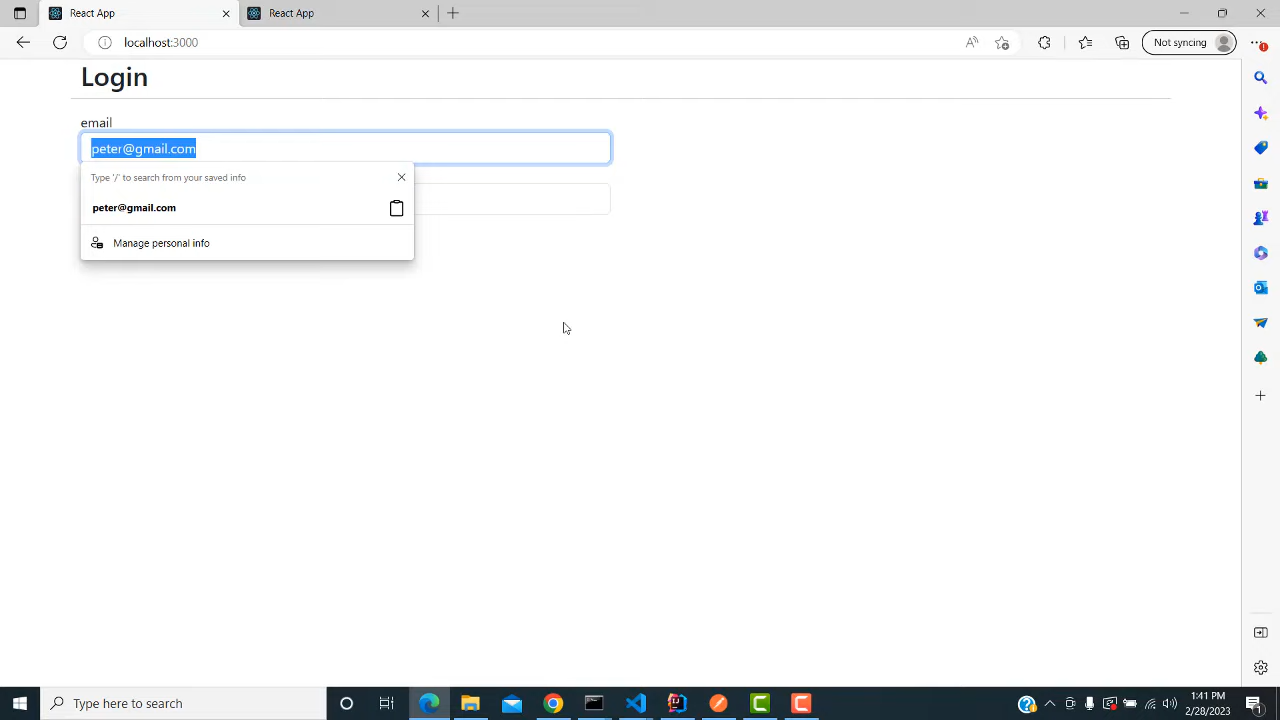 React App
React App
localhost:3000
Not syncing
Login
email
peter@gmail.com
Type '/' to search from your saved info
peter@gmail.com
Manage personal info
Type here to search
1:41 PM
2/28/2023